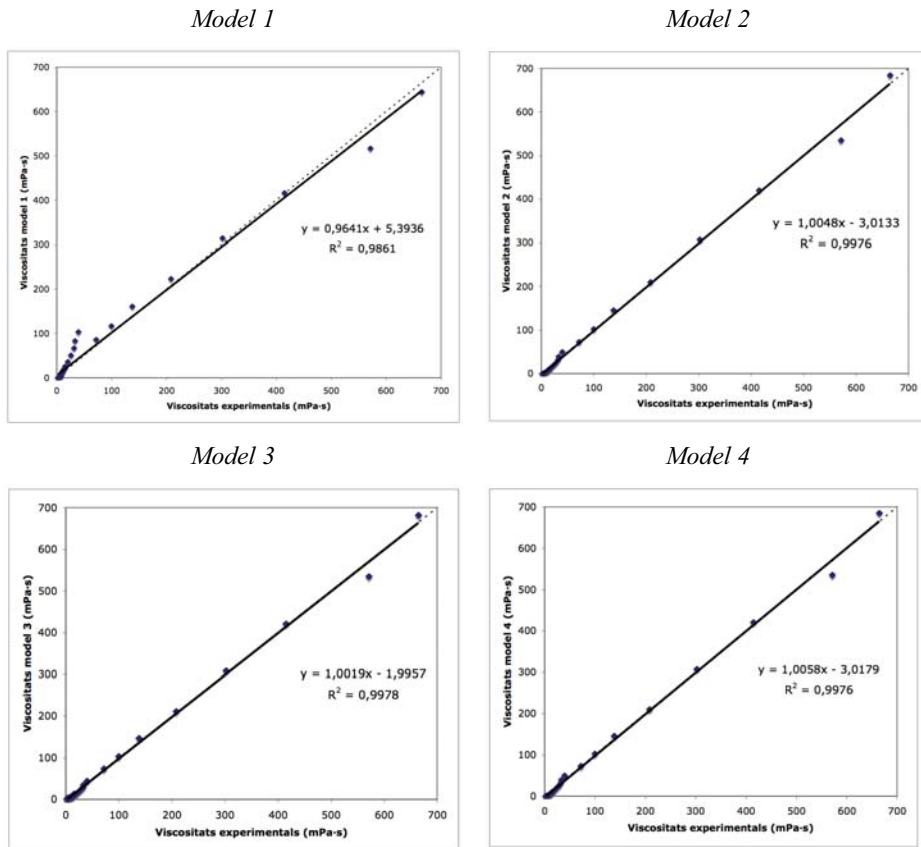 Model 1
Model 2
700
600
500
400
300
200
100
0
Viscositats model 1 (mPa·s)
y = 0,9641x + 5,3936
R² = 0,9861
0 100 200 300 400 500 600 700
Viscositats experimentals (mPa·s)
700
600
500
400
300
200
100
0
Viscositats model 2 (mPa·s)
y = 1,0048x - 3,0133
R² = 0,9976
0 100 200 300 400 500 600 700
Viscositats experimentals (mPa·s)
Model 3
Model 4
700
600
500
400
300
200
100
0
Viscositats model 3 (mPa·s)
y = 1,0019x - 1,9957
R² = 0,9978
0 100 200 300 400 500 600 700
Viscositats experimentals (mPa·s)
700
600
500
400
300
200
100
0
Viscositats model 4 (mPa·s)
y = 1,0058x - 3,0179
R² = 0,9976
0 100 200 300 400 500 600 700
Viscositats experimentals (mPa·s)